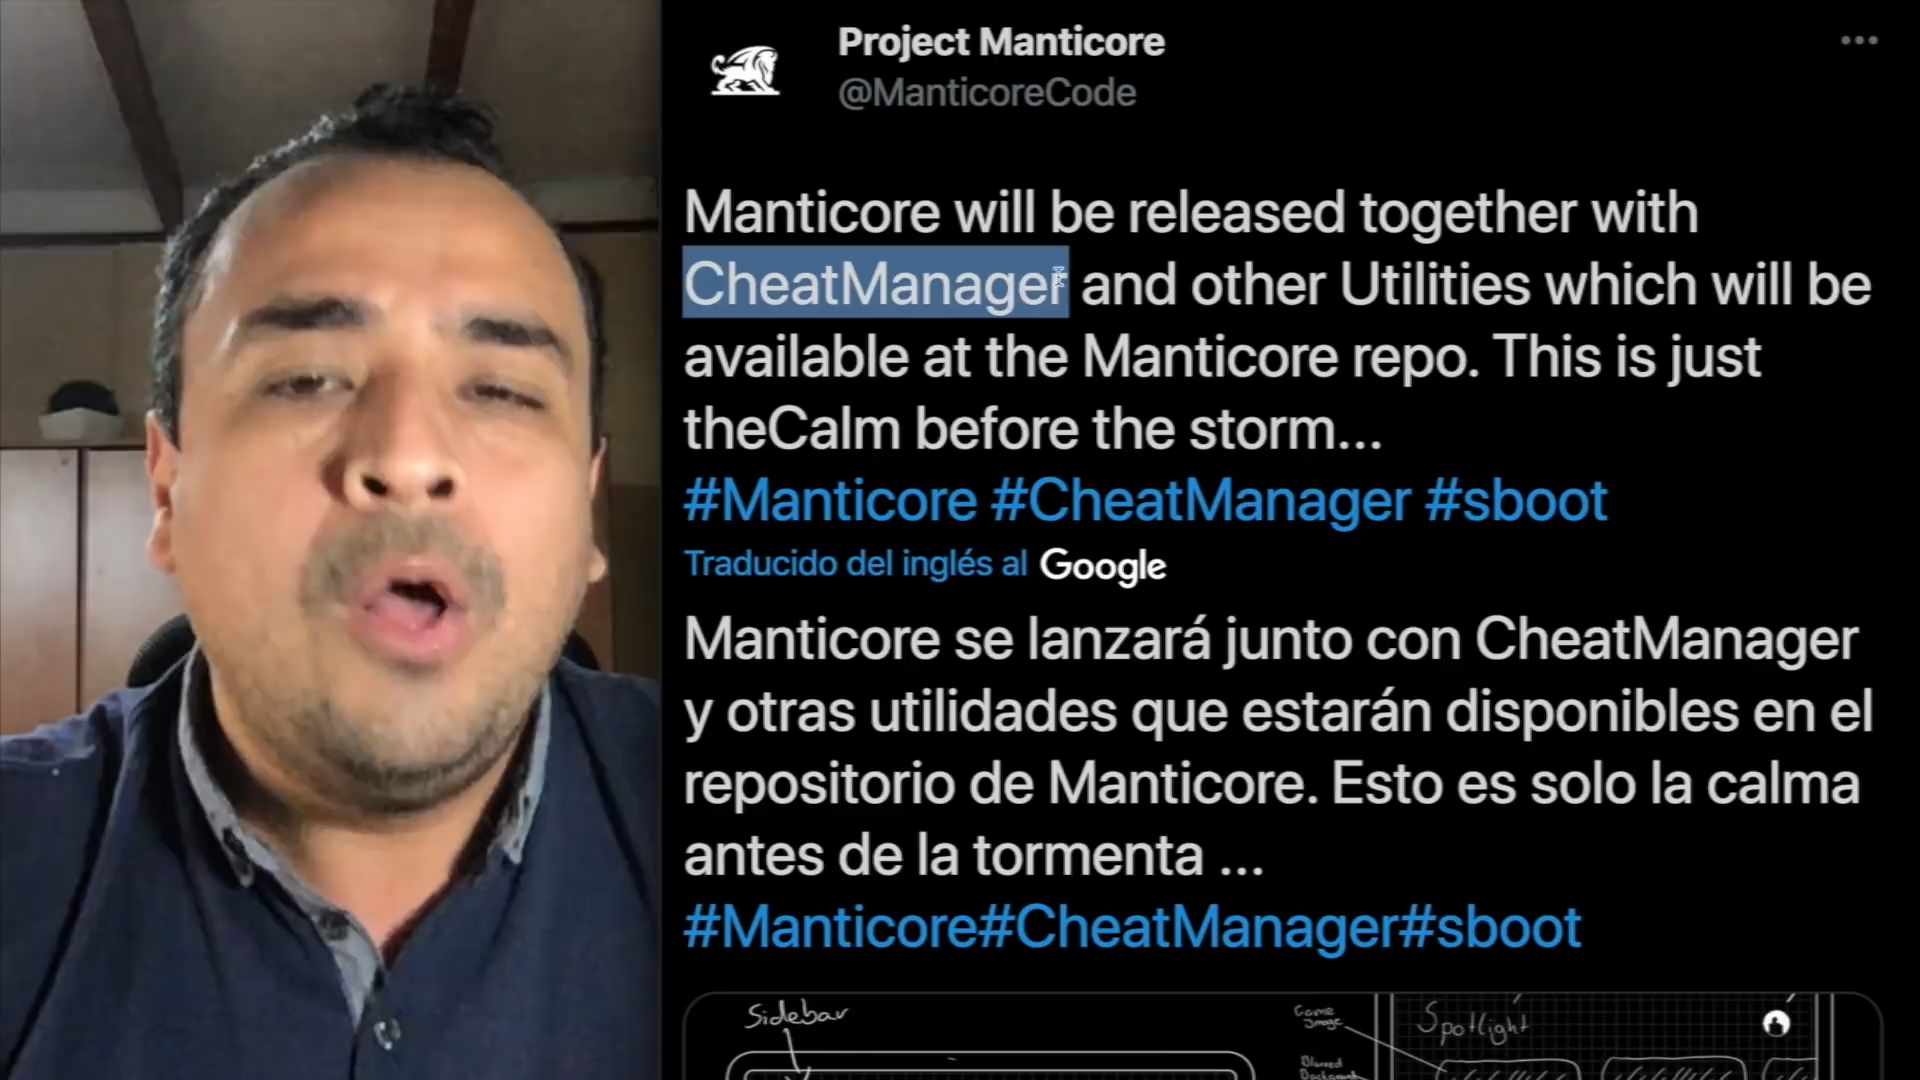 Project Manticore
@ManticoreCode
Manticore will be released together with
CheatManager and other Utilities which will be
available at the Manticore repo. This is just
theCalm before the storm...
#Manticore #CheatManager #sboot
Traducido del inglés al Google
Manticore se lanzará junto con CheatManager
y otras utilidades que estarán disponibles en el
repositorio de Manticore. Esto es solo la calma
antes de la tormenta ...
#Manticore#CheatManager#sboot
Sidebar
Game
Image
Spotlight
Blurred